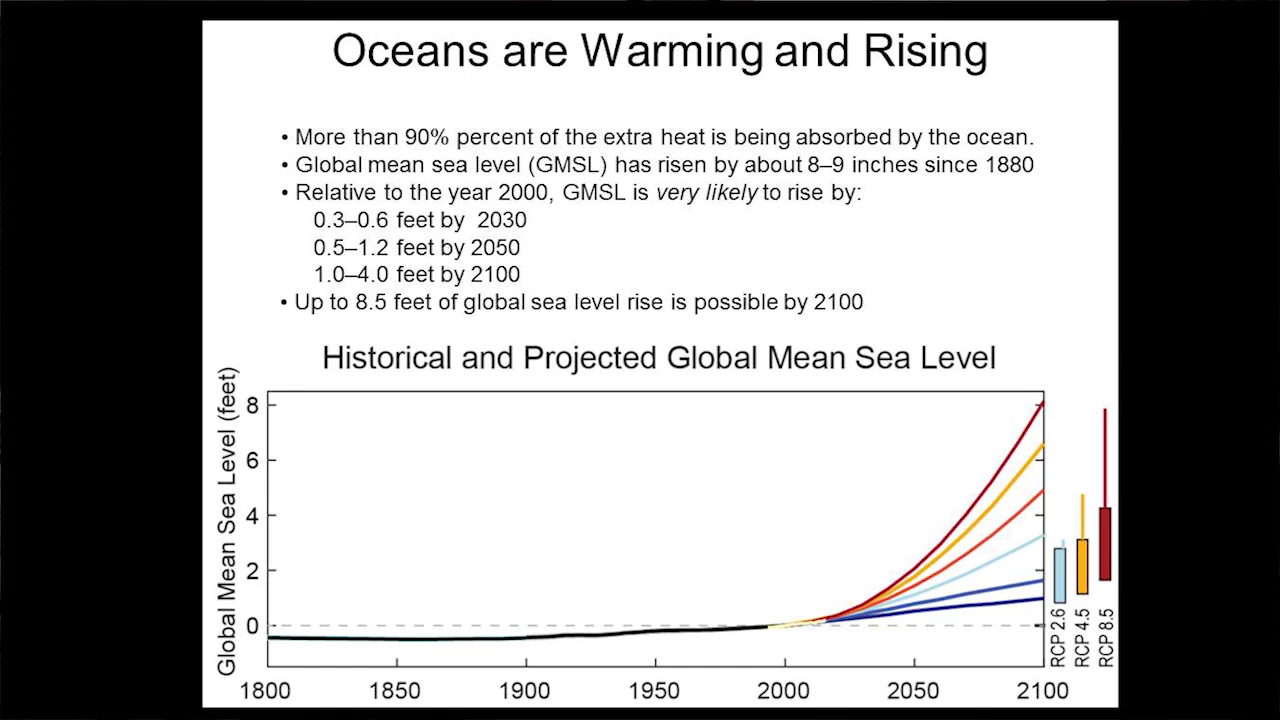 Oceans are Warming and Rising
• More than 90% percent of the extra heat is being absorbed by the ocean.
• Global mean sea level (GMSL) has risen by about 8–9 inches since 1880
• Relative to the year 2000, GMSL is very likely to rise by:
0.3–0.6 feet by 2030
0.5–1.2 feet by 2050
1.0–4.0 feet by 2100
• Up to 8.5 feet of global sea level rise is possible by 2100
Historical and Projected Global Mean Sea Level
Global Mean Sea Level (feet)
8
6
4
2
0
RCP 2.6
RCP 4.5
RCP 8.5
1800 1850 1900 1950 2000 2050 2100